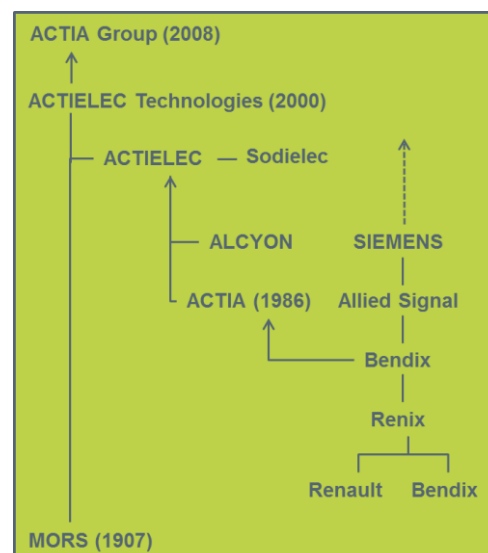 ACTIA Group (2008)
ACTIELEC Technologies (2000)
ACTIELEC
Sodielec
ALCYON
SIEMENS
ACTIA (1986)
Allied Signal
Bendix
Renix
Renault
Bendix
MORS (1907)